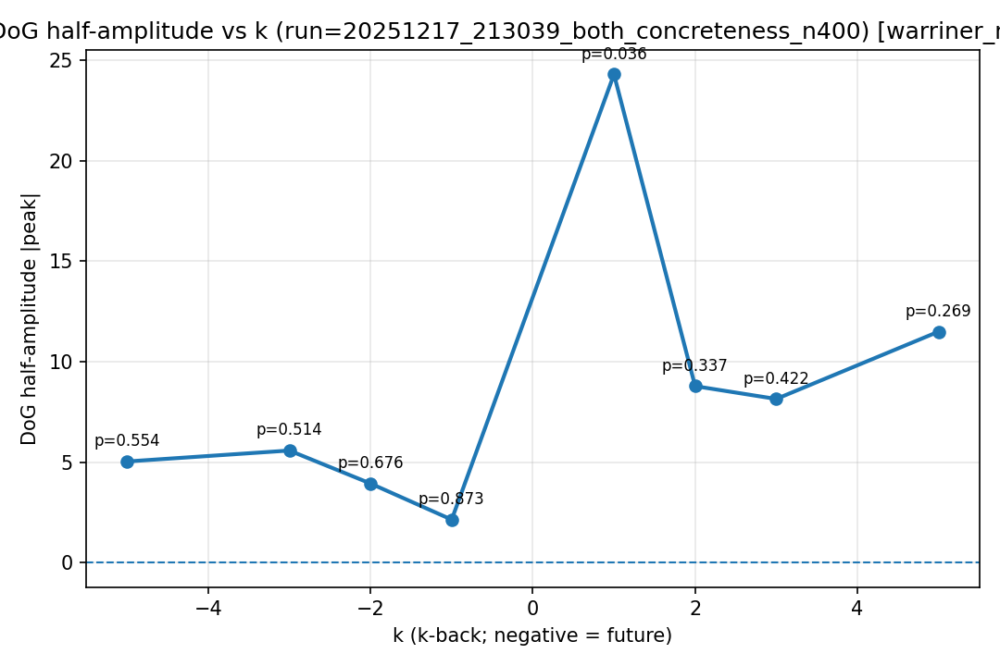 DoG half-amplitude vs k (run=20251217_213039_both_concreteness_n400) [warriner_
p=0.036
25
20
15
10
5
0
DoG half-amplitude |peak|
p=0.554
p=0.514
p=0.676
p=0.873
p=0.337
p=0.422
p=0.269
−4
−2
0
2
4
k (k-back; negative = future)